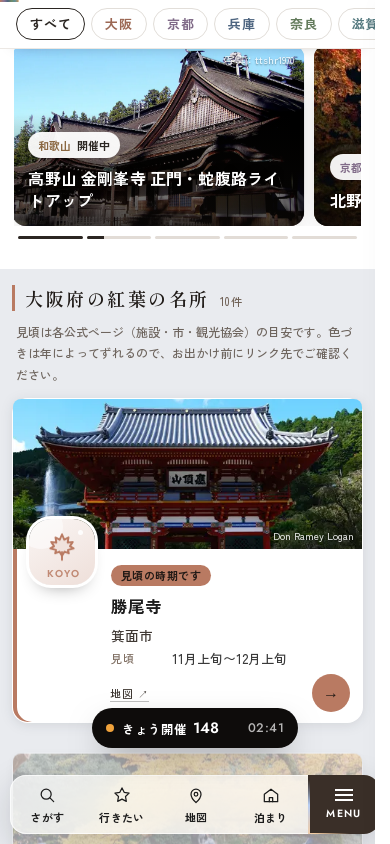 すべて 大阪 京都 兵庫 奈良 滋賀
写真: ttshr1970
和歌山 開催中
高野山 金剛峯寺 正門・蛇腹路ライ
トアップ
京都
北野
大阪府の紅葉の名所 10件
見頃は各公式ページ（施設・市・観光協会）の目安です。色づ
きは年によってずれるので、お出かけ前にリンク先でご確認く
ださい。
Don Ramey Logan
KOYO
見頃の時期です
勝尾寺
箕面市
見頃 11月上旬〜12月上旬
地図 ↗
→
きょう開催 148 02:41
さがす 行きたい 地図 泊まり MENU